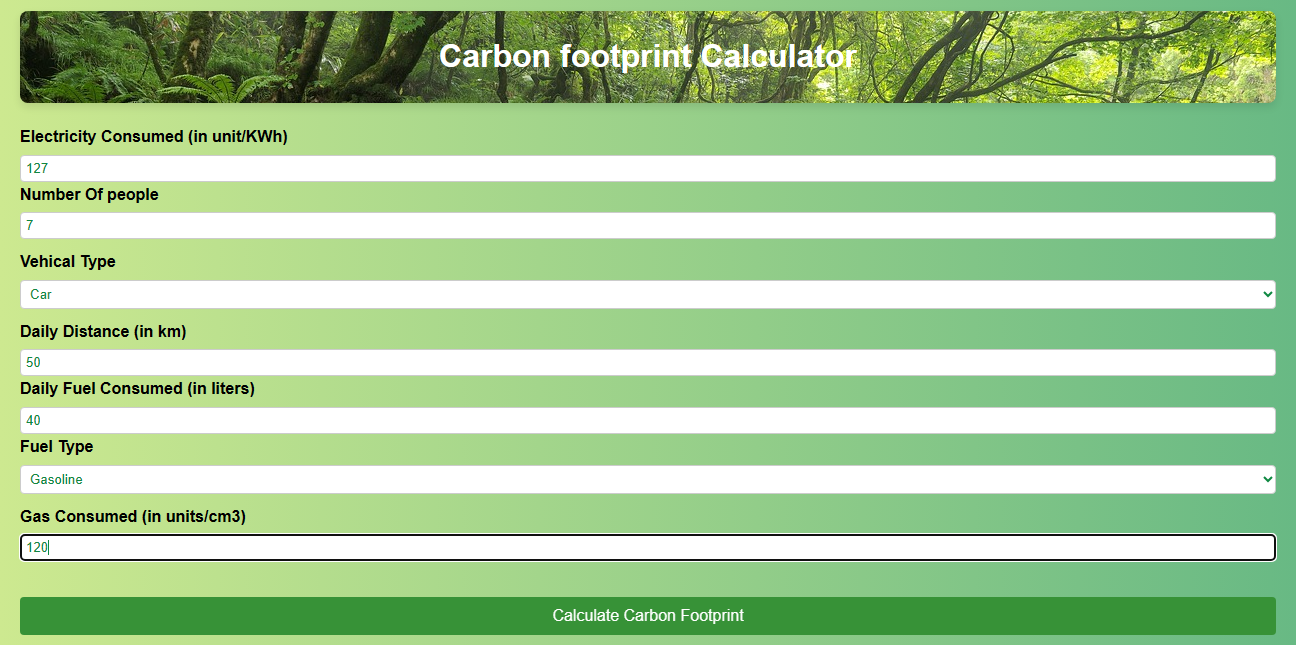 Carbon footprint Calculator
Electricity Consumed (in unit/KWh)
127
Number Of people
7
Vehical Type
Car
Daily Distance (in km)
50
Daily Fuel Consumed (in liters)
40
Fuel Type
Gasoline
Gas Consumed (in units/cm3)
120
Calculate Carbon Footprint